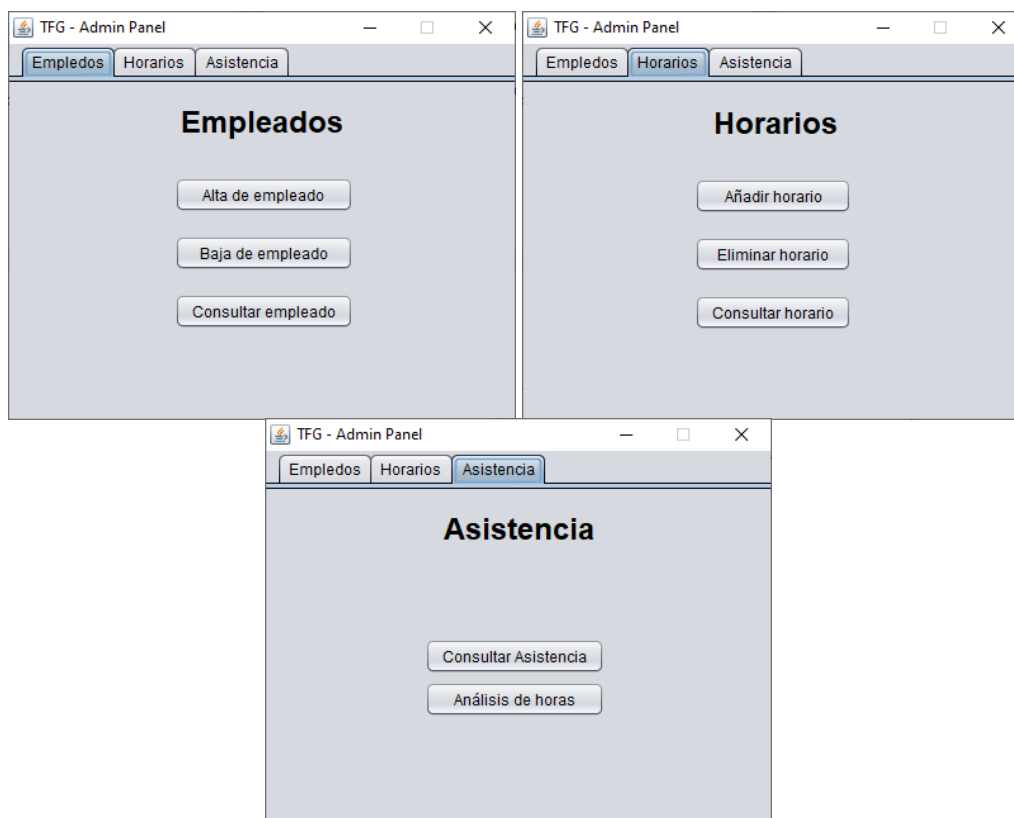 TFG - Admin Panel
Empledos Horarios Asistencia
Empleados
Alta de empleado
Baja de empleado
Consultar empleado
TFG - Admin Panel
Empledos Horarios Asistencia
Horarios
Añadir horario
Eliminar horario
Consultar horario
TFG - Admin Panel
Empledos Horarios Asistencia
Asistencia
Consultar Asistencia
Análisis de horas